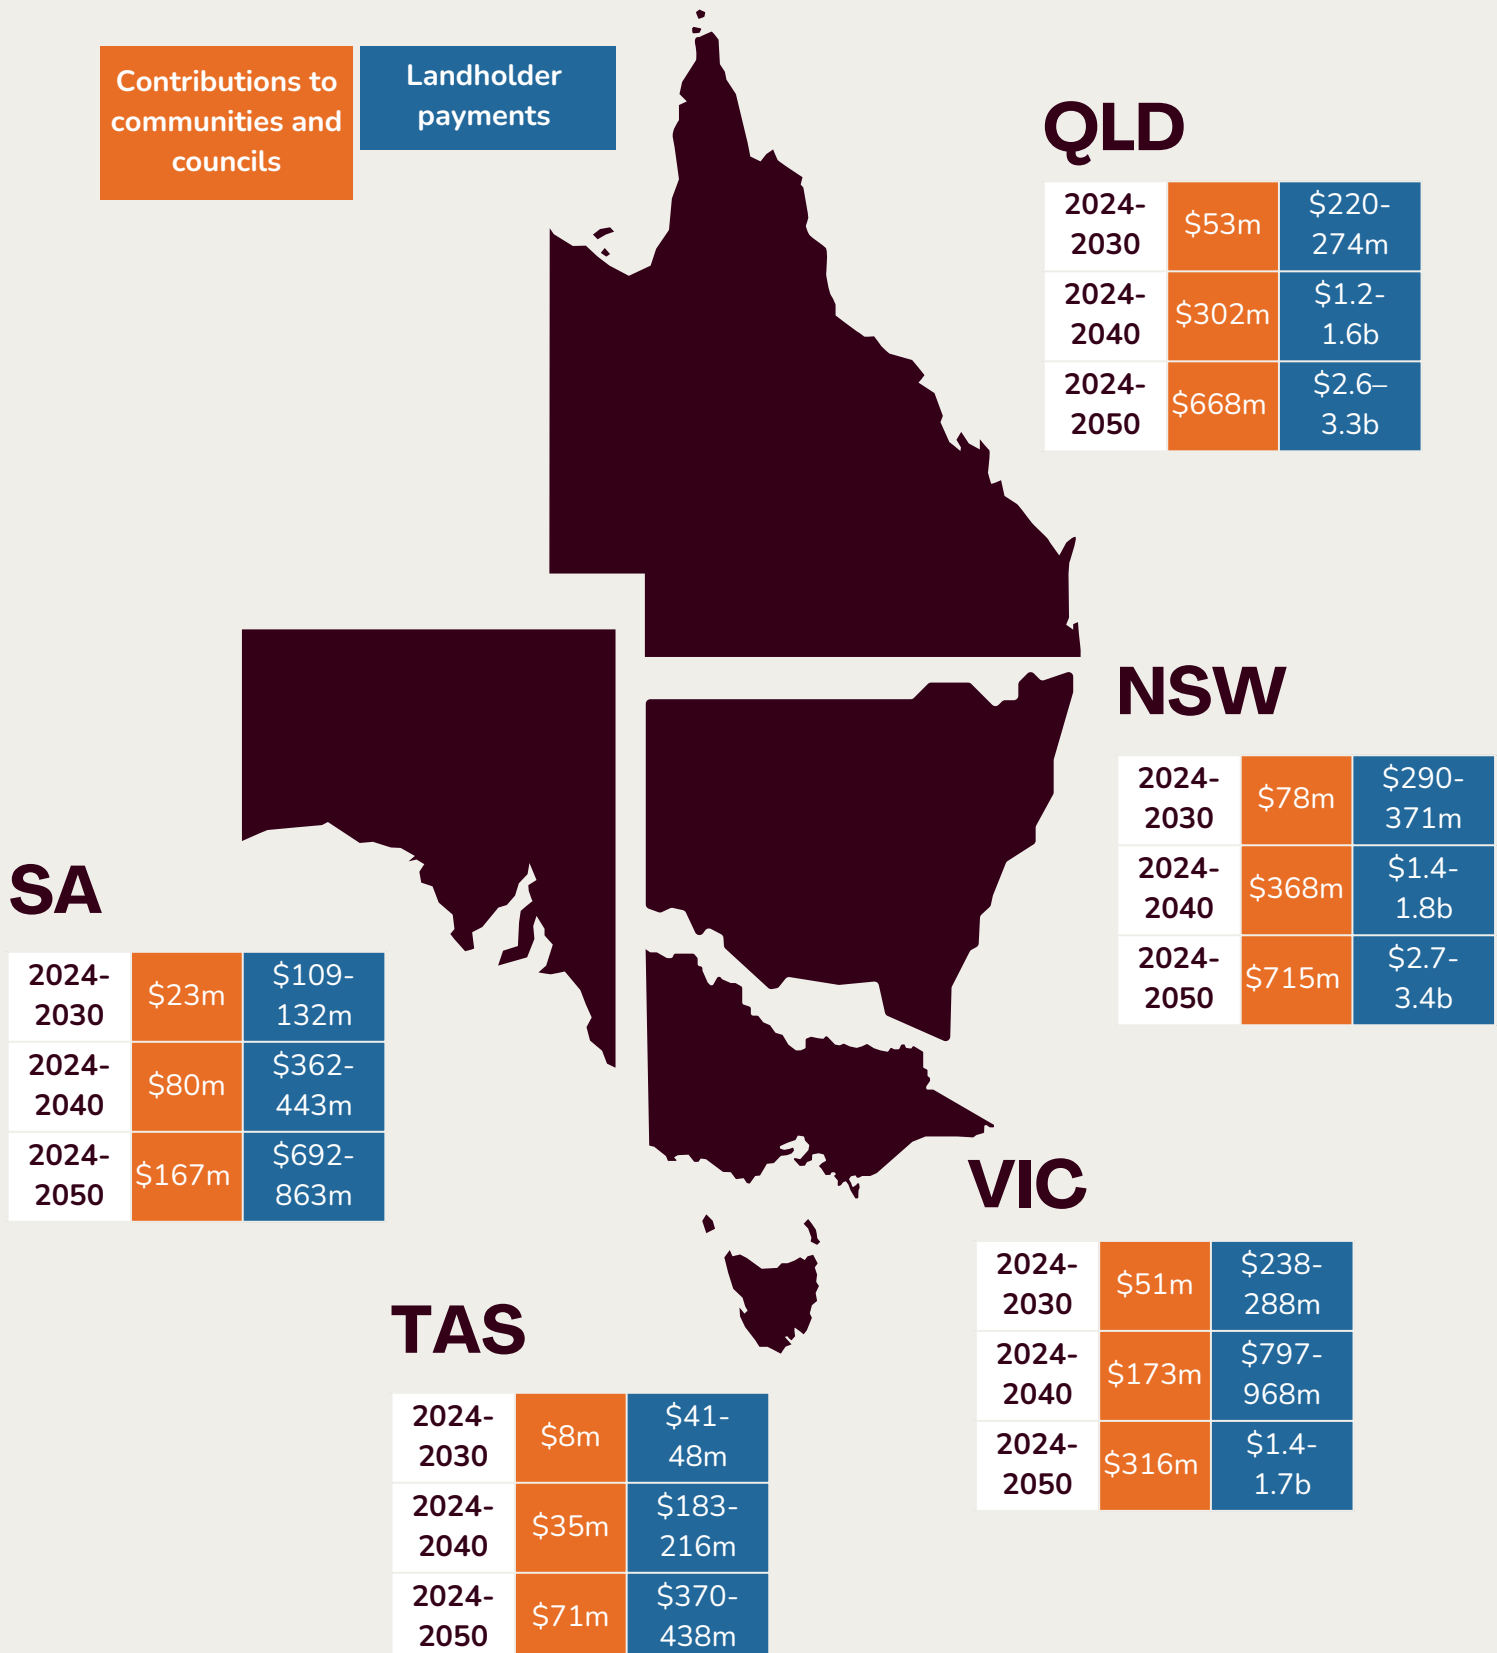 Contributions to
communities and
councils
Landholder
payments
QLD
2024-
2030
$53m
$220-
274m
2024-
2040
$302m
$1.2-
1.6b
2024-
2050
$668m
$2.6–
3.3b
NSW
2024-
2030
$78m
$290-
371m
2024-
2040
$368m
$1.4-
1.8b
2024-
2050
$715m
$2.7-
3.4b
SA
2024-
2030
$23m
$109-
132m
2024-
2040
$80m
$362-
443m
2024-
2050
$167m
$692-
863m
VIC
2024-
2030
$51m
$238-
288m
2024-
2040
$173m
$797-
968m
2024-
2050
$316m
$1.4-
1.7b
TAS
2024-
2030
$8m
$41-
48m
2024-
2040
$35m
$183-
216m
2024-
2050
$71m
$370-
438m